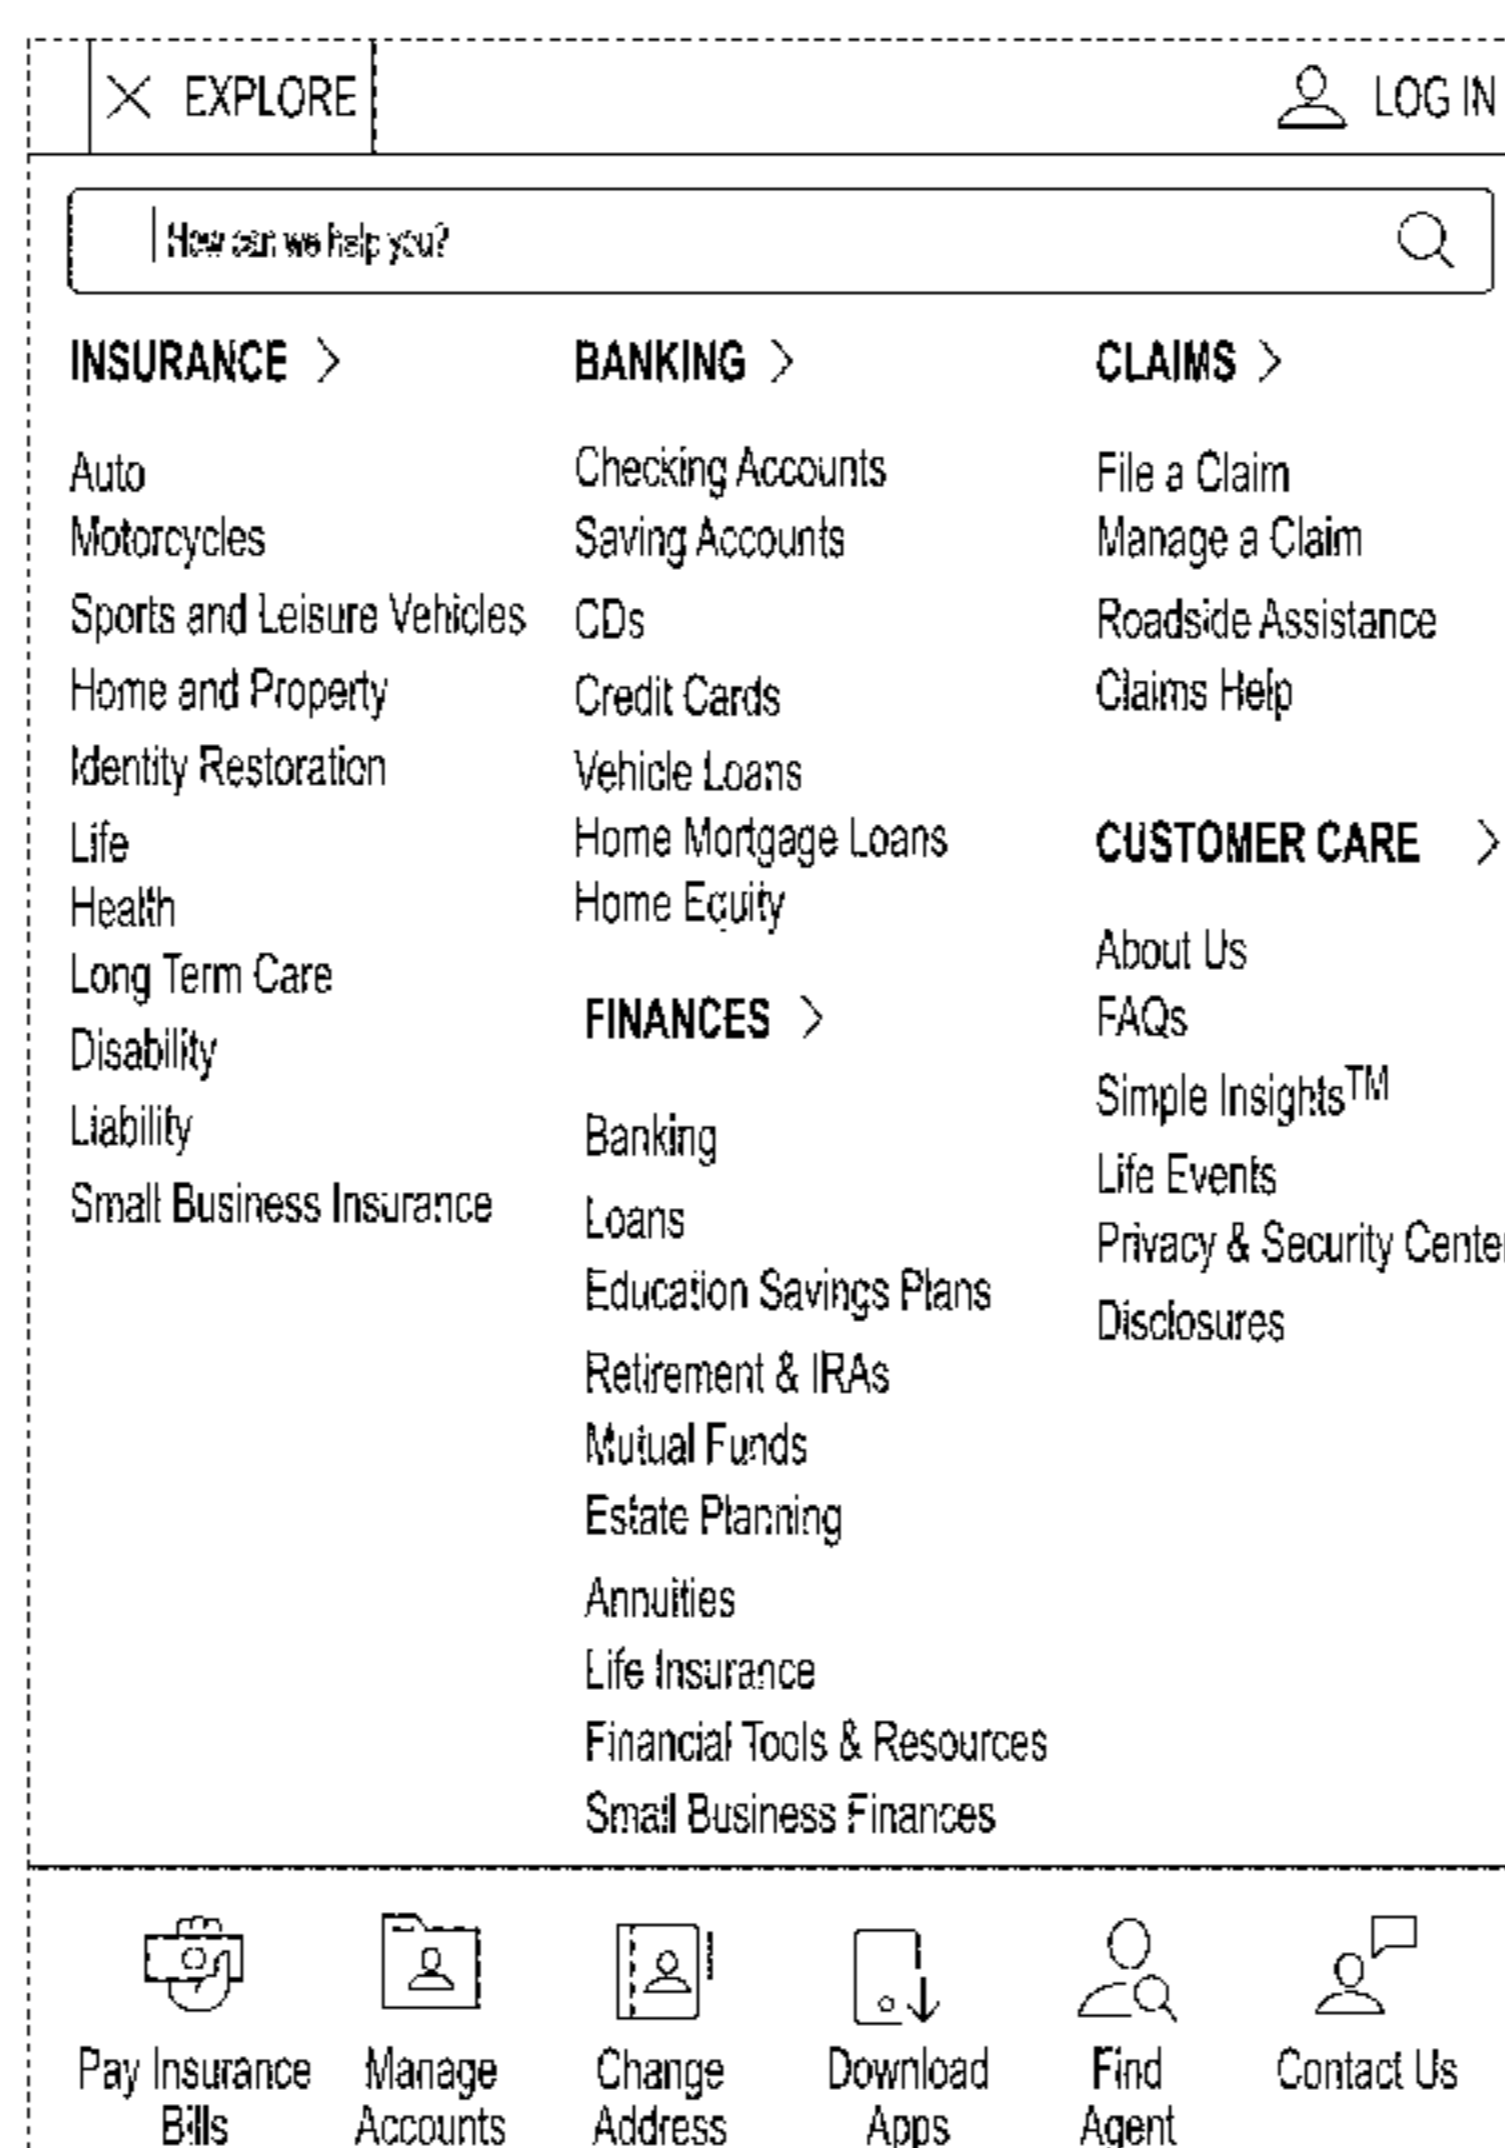 EXPLORE
LOG IN
How can we help you?
INSURANCE
Auto
Motorcycles
Sports and Leisure Vehicles
Home and Property
Identity Restoration
Life
Health
Long Term Care
Disability
Liability
Small Business Insurance
BANKING
Checking Accounts
Saving Accounts
CDs
Credit Cards
Vehicle Loans
Home Mortgage Loans
Home Equity
FINANCES
Banking
Loans
Education Savings Plans
Retirement & IRAs
Mutual Funds
Estate Planning
Annuities
Life Insurance
Financial Tools & Resources
Small Business Finances
CLAIMS
File a Claim
Manage a Claim
Roadside Assistance
Claims Help
CUSTOMER CARE
About Us
FAQs
Simple Insights™
Life Events
Privacy & Security Center
Disclosures
Pay Insurance
Bills
Manage
Accounts
Change
Address
Download
Apps
Find
Agent
Contact Us